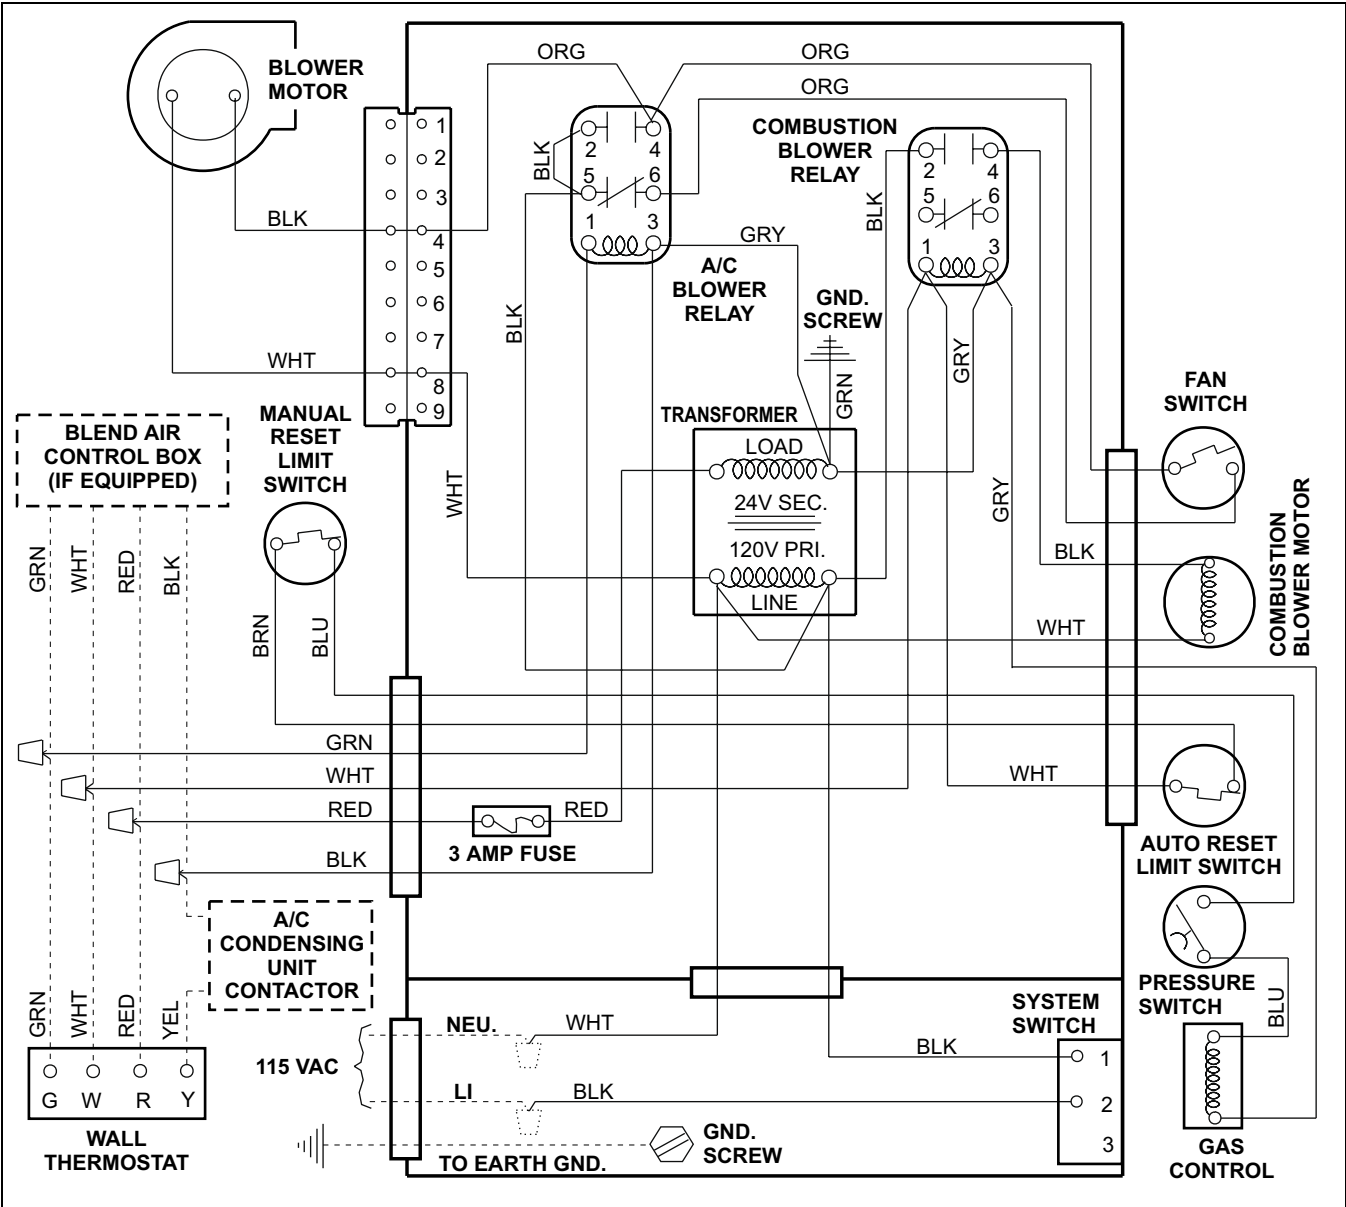 BLOWER
MOTOR
ORG
ORG
ORG
COMBUSTION
BLOWER
RELAY
1
2
3
4
5
6
7
8
9
2
4
5
6
1
3
BLK
2
4
5
6
1
3
BLK
BLK
GRY
A/C
BLOWER
RELAY
BLK
GND.
SCREW
GRN
GRY
WHT
FAN
SWITCH
BLEND AIR
CONTROL BOX
(IF EQUIPPED)
MANUAL
RESET
LIMIT
SWITCH
TRANSFORMER
LOAD
24V SEC.
120V PRI.
LINE
WHT
GRY
GRN
WHT
RED
BLK
BRN
BLU
BLK
WHT
COMBUSTION
BLOWER MOTOR
GRN
WHT
RED
BLK
RED
3 AMP FUSE
WHT
AUTO RESET
LIMIT SWITCH
A/C
CONDENSING
UNIT
CONTACTOR
PRESSURE
SWITCH
BLU
GRN
WHT
RED
YEL
G
W
R
Y
WALL
THERMOSTAT
115 VAC
NEU.
WHT
LI
BLK
BLK
SYSTEM
SWITCH
1
2
3
GND.
SCREW
TO EARTH GND.
GAS
CONTROL